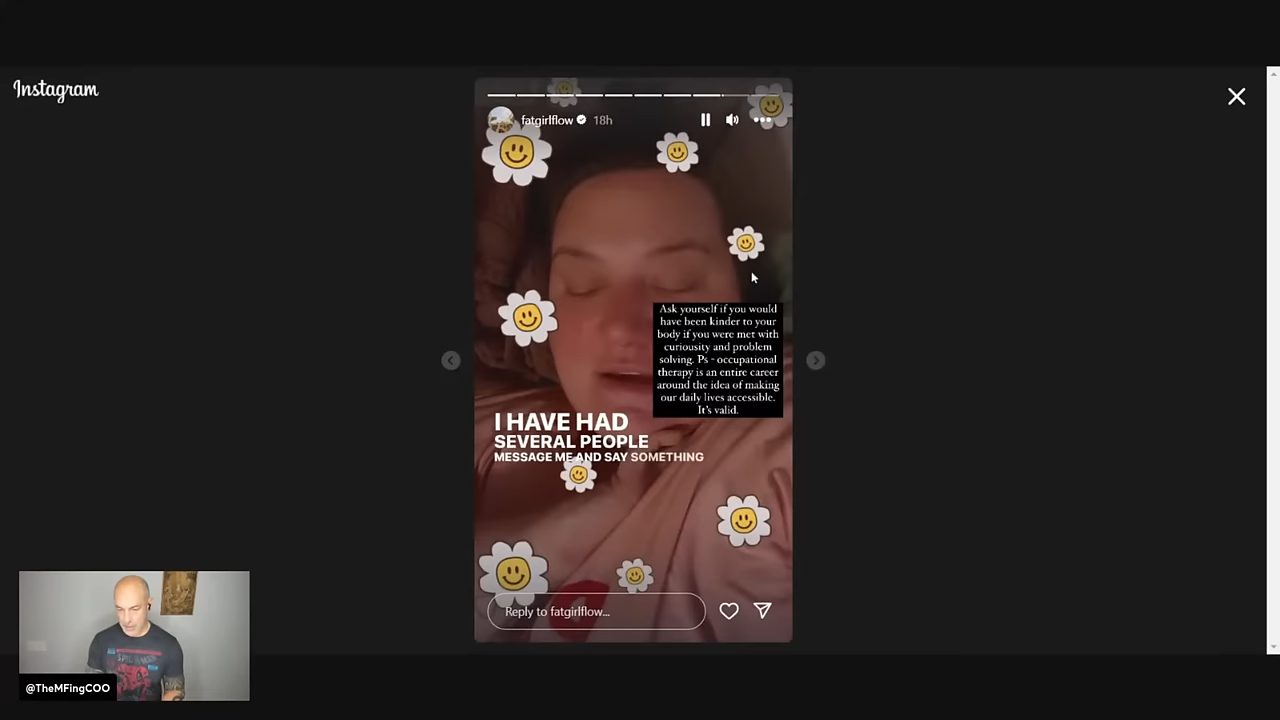 Instagram
fatgirlflow 18h
Ask yourself if you would
have been kinder to your
body if you were met with
curiousity and problem
solving. Ps - occupational
therapy is an entire career
around the idea of making
our daily lives accessible.
It's valid.
I HAVE HAD
SEVERAL PEOPLE
MESSAGE ME AND SAY SOMETHING
Reply to fatgirlflow...
@TheMFingCOO